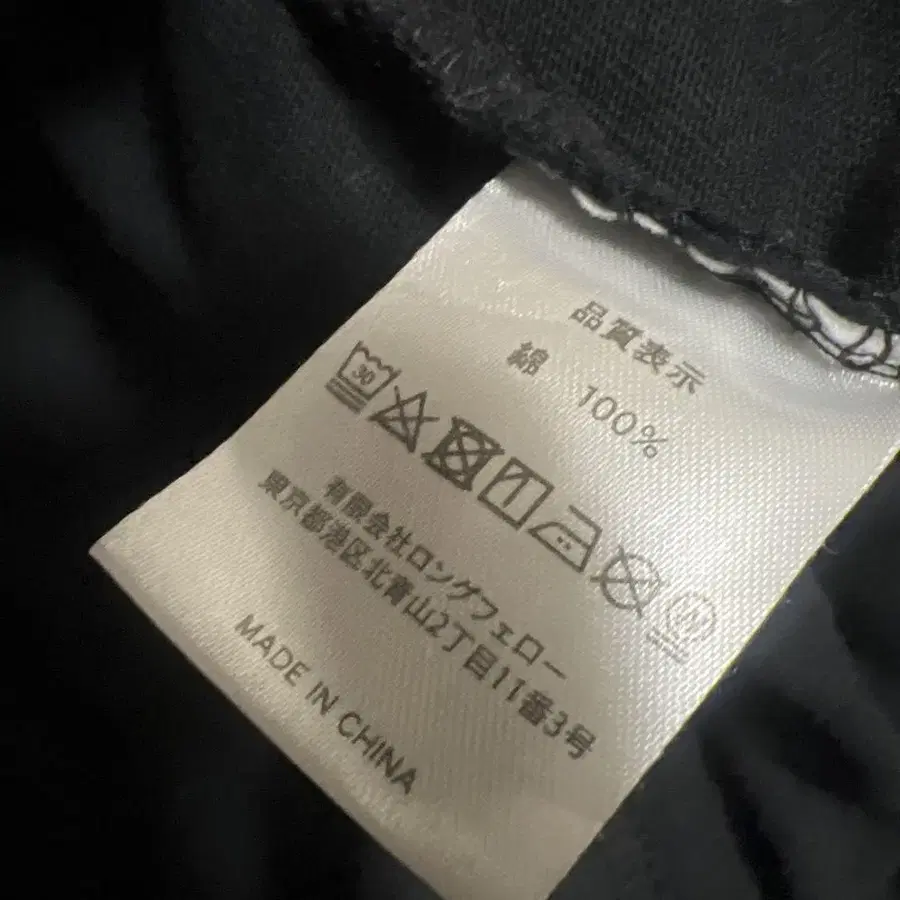 品質表示
綿 100%
30
有限会社ロングフェロー
東京都港区北青山2丁目11番3号
MADE IN CHINA